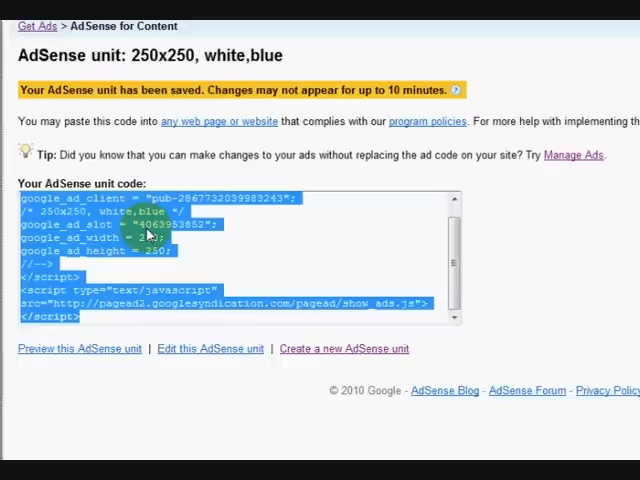 Get Ads > AdSense for Content
AdSense unit: 250x250, white,blue
Your AdSense unit has been saved. Changes may not appear for up to 10 minutes. ?
You may paste this code into any web page or website that complies with our program policies. For more help with implementing th
Tip: Did you know that you can make changes to your ads without replacing the ad code on your site? Try Manage Ads.
Your AdSense unit code:
google_ad_client = "pub-2867732039983243";
/* 250x250, white,blue */
google_ad_slot = "4063953852";
google_ad_width = 250;
google_ad_height = 250;
//-->
</script>
<script type="text/javascript"
src="http://pagead2.googlesyndication.com/pagead/show_ads.js">
</script>
Preview this AdSense unit | Edit this AdSense unit | Create a new AdSense unit
© 2010 Google - AdSense Blog - AdSense Forum - Privacy Policy